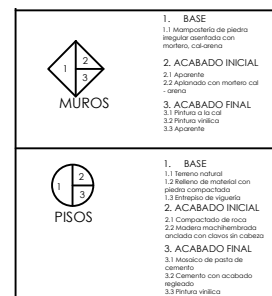 1
2
3
MUROS
1. BASE
1.1 Mampostería de piedra
irregular asentada con
mortero, cal-arena
2. ACABADO INICIAL
2.1 Aparente
2.2 Aplanado con mortero cal
- arena
3. ACABADO FINAL
3.1 Pintura a la cal
3.2 Pintura vinílica
3.3 Aparente
1
2
3
PISOS
1. BASE
1.1 Terreno natural
1.2 Relleno de material con
piedra compactada
1.3 Entrepiso de viguería
2. ACABADO INICIAL
2.1 Compactado de roca
2.2 Madera machihembrada
anclada con clavos sin cabeza
3. ACABADO FINAL
3.1 Mosaico de pasta de
cemento
3.2 Cemento con acabado
regleado
3.3 Pintura vinílica